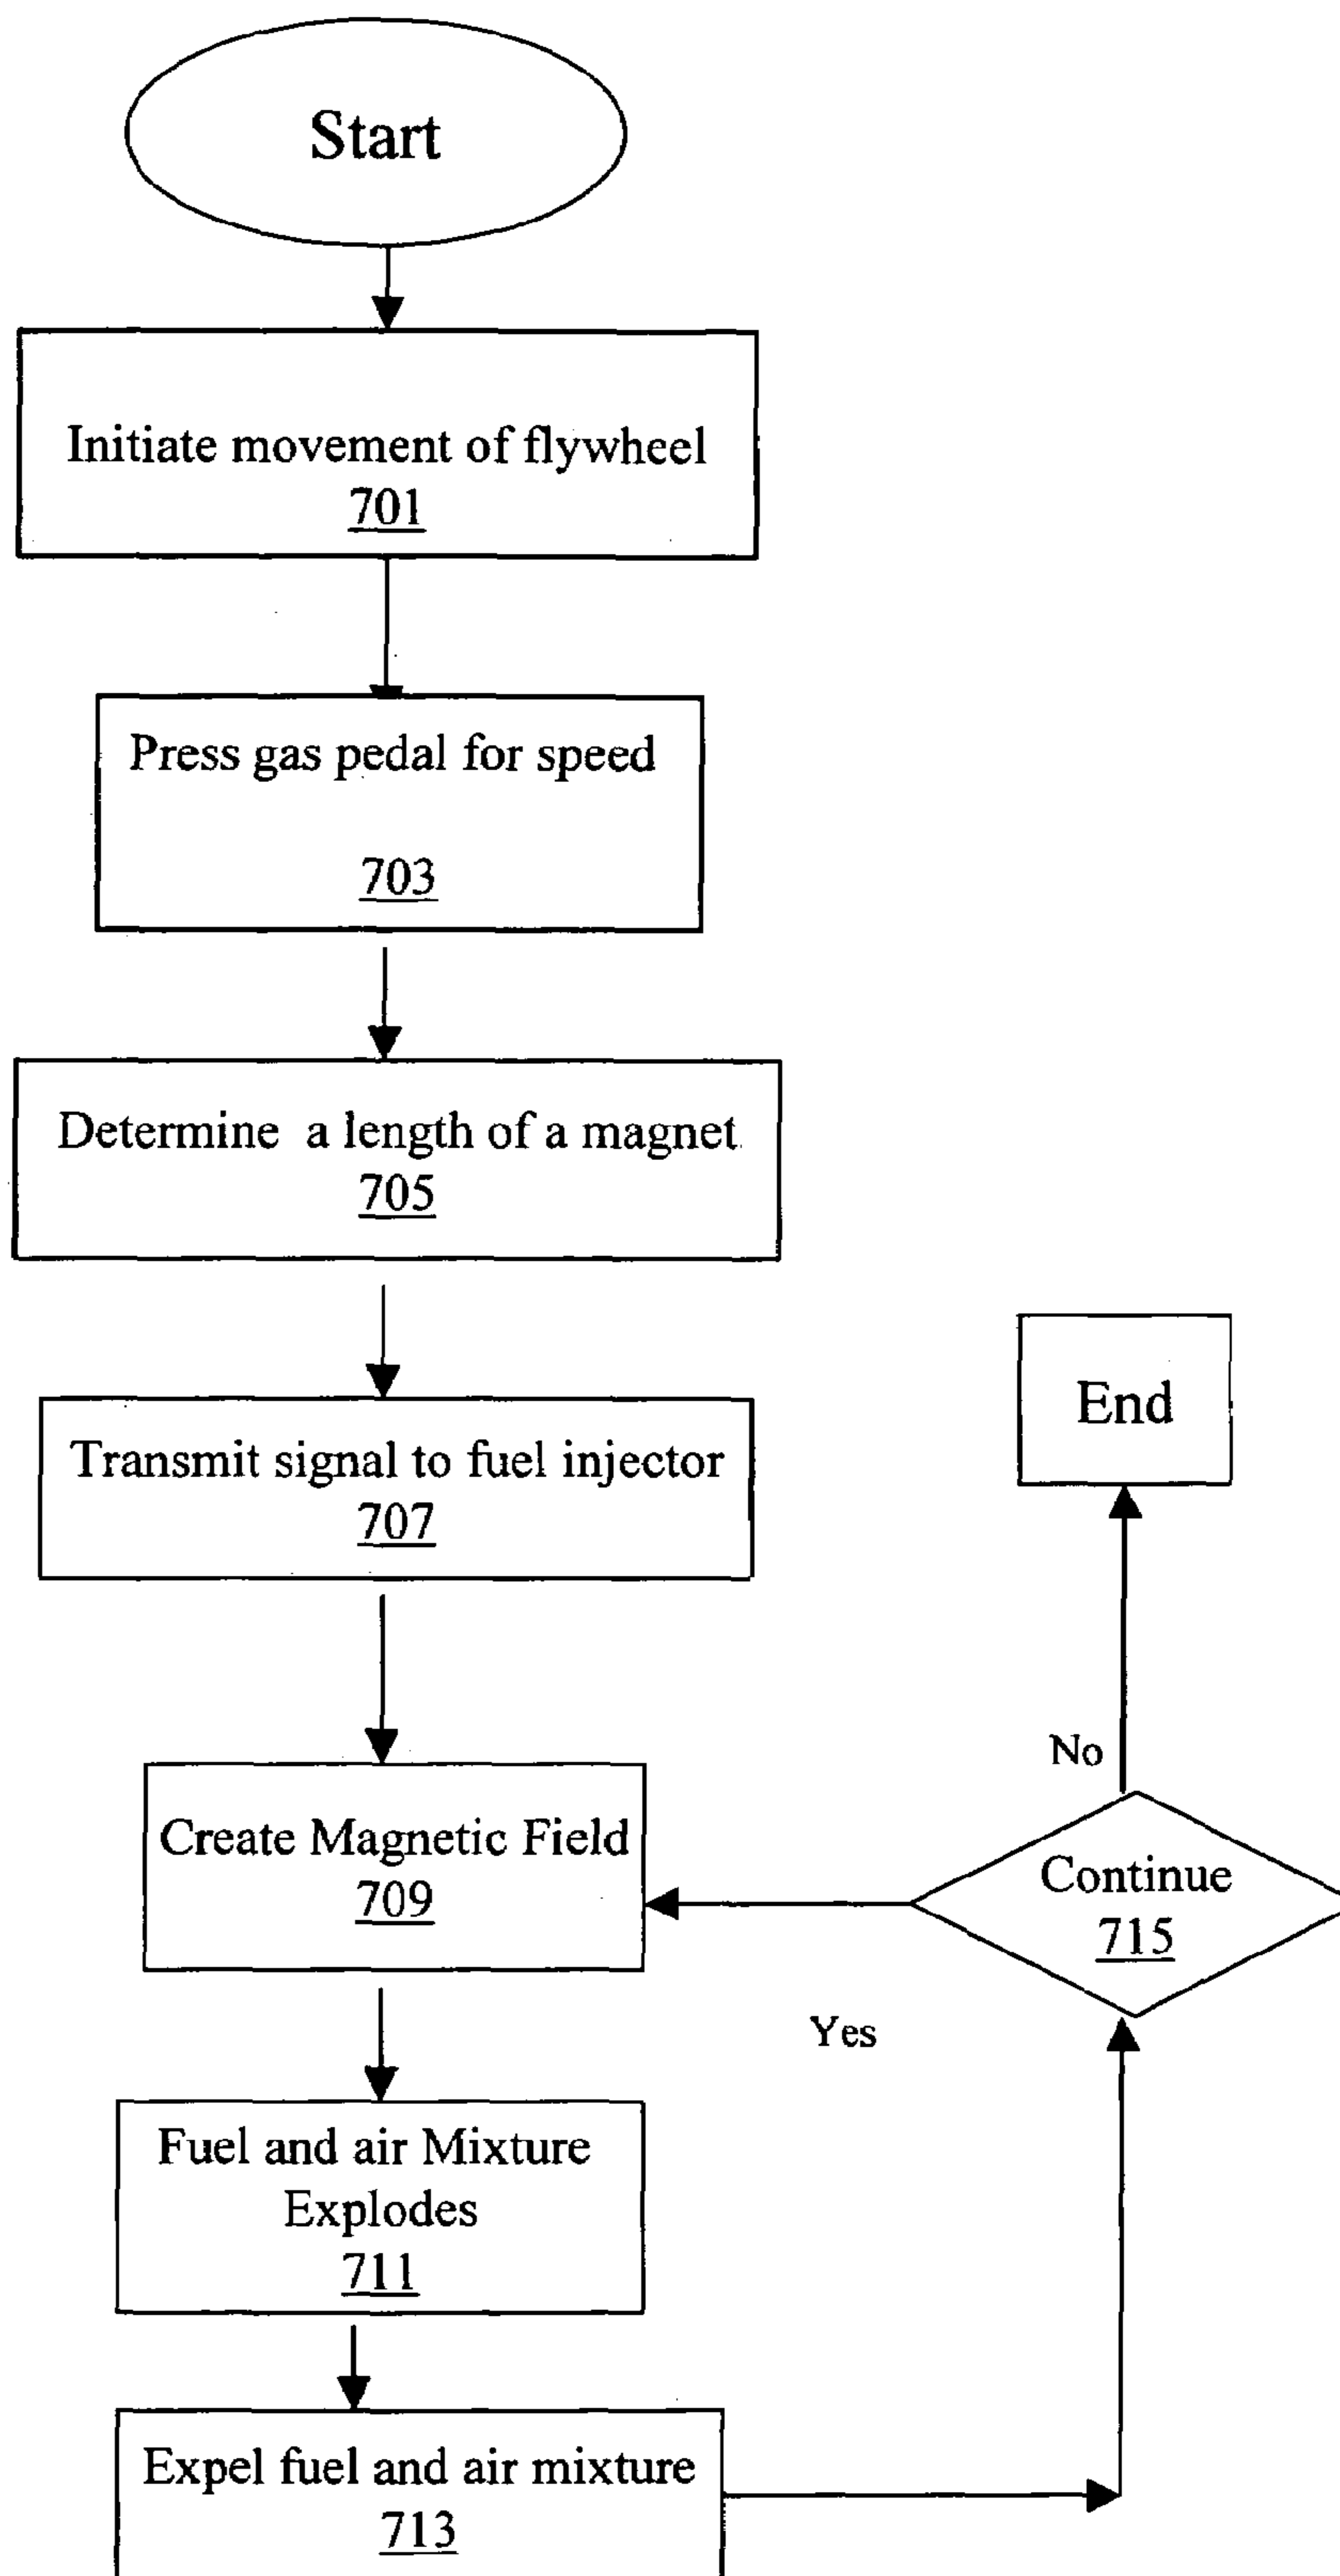 Start
Initiate movement of flywheel
701
Press gas pedal for speed
703
Determine a length of a magnet
705
Transmit signal to fuel injector
707
End
No
Create Magnetic Field
709
Continue
715
Yes
Fuel and air Mixture
Explodes
711
Expel fuel and air mixture
713